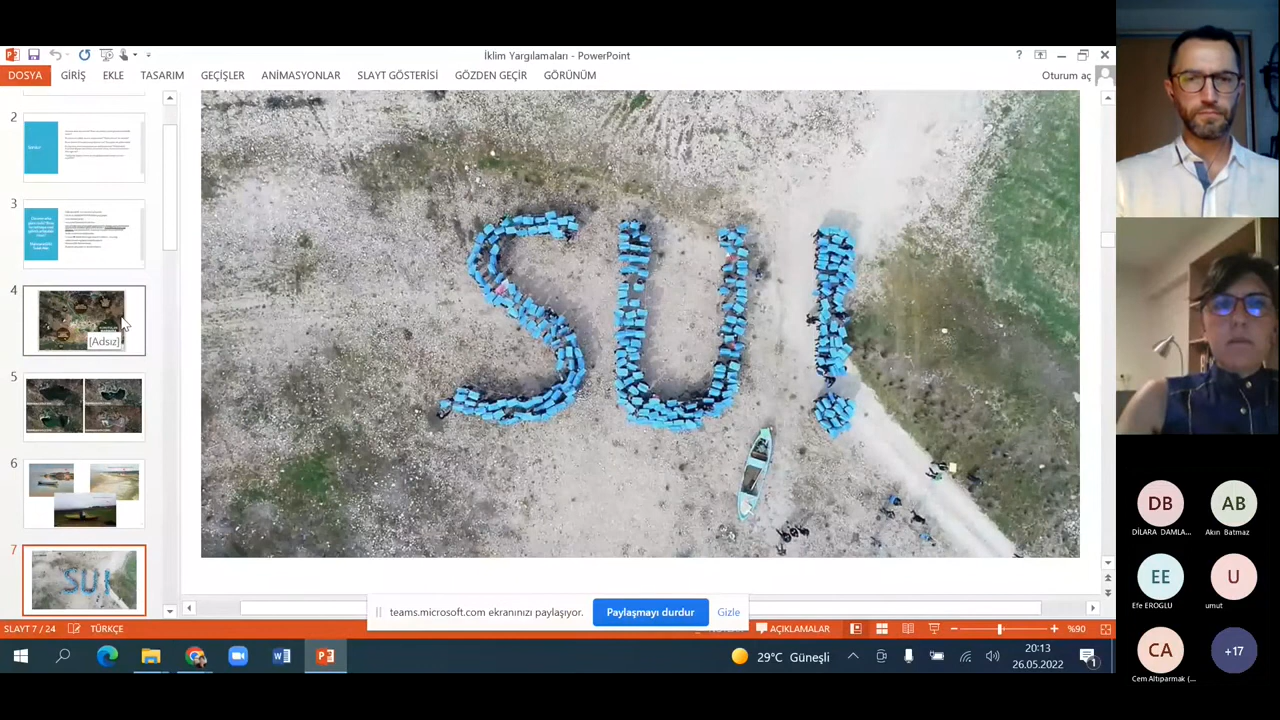 İklim Yargılamaları - PowerPoint
?
DOSYA GİRİŞ EKLE TASARIM GEÇİŞLER ANİMASYONLAR SLAYT GÖSTERİSİ GÖZDEN GEÇİR GÖRÜNÜM Oturum aç
2
3
4
[Adsız]
5
6
7
SU!
SU!
teams.microsoft.com ekranınızı paylaşıyor. Paylaşmayı durdur Gizle
SLAYT 7 / 24 TÜRKÇE AÇIKLAMALAR %90
29°C Güneşli
20:13
26.05.2022
1
DB
DİLARA DAMLA...
AB
Akın Batmaz
EE
Efe EROĞLU
U
umut
CA
Cem Altıparmak (...
+17